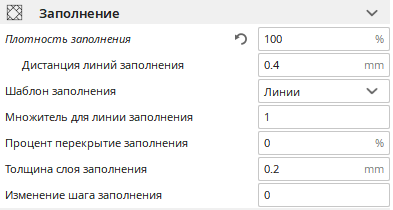 Заполнение
Плотность заполнения 100 %
Дистанция линий заполнения 0.4 mm
Шаблон заполнения Линии
Множитель для линии заполнения 1
Процент перекрытие заполнения 0 %
Толщина слоя заполнения 0.2 mm
Изменение шага заполнения 0